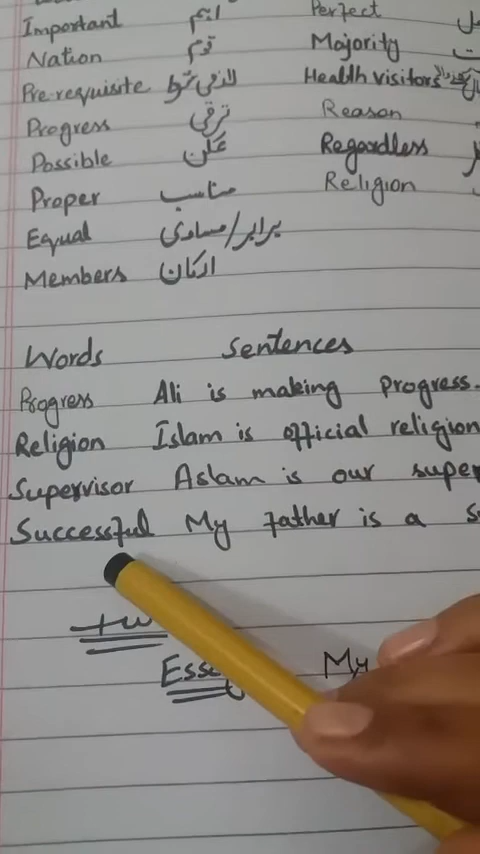 Important اہم Perfect
Nation قوم Majority
Pre-requisite لازمی شرط Health visitors
Progress ترقی Reason
Possible ممکن Regardless
Proper مناسب Religion
Equal برابر/مساوی
Members ارکان
Words Sentences
Progress Ali is making progress.
Religion Islam is official religion
Supervisor Aslam is our
Successful My father is a
My